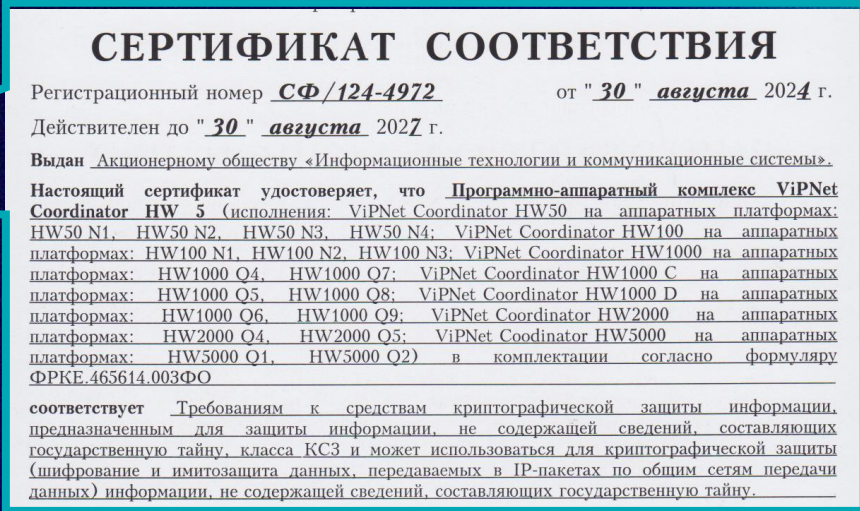 СЕРТИФИКАТ СООТВЕТСТВИЯ
Регистрационный номер СФ/124-4972 от "30" августа 2024 г.
Действителен до "30" августа 2027 г.
Выдан Акционерному обществу «Информационные технологии и коммуникационные системы».
Настоящий сертификат удостоверяет, что Программно-аппаратный комплекс ViPNet
Coordinator HW 5 (исполнения: ViPNet Coordinator HW50 на аппаратных платформах:
HW50 N1, HW50 N2, HW50 N3, HW50 N4; ViPNet Coordinator HW100 на аппаратных
платформах: HW100 N1, HW100 N2, HW100 N3; ViPNet Coordinator HW1000 на аппаратных
платформах: HW1000 Q4, HW1000 Q7; ViPNet Coordinator HW1000 C на аппаратных
платформах: HW1000 Q5, HW1000 Q8; ViPNet Coordinator HW1000 D на аппаратных
платформах: HW1000 Q6, HW1000 Q9; ViPNet Coordinator HW2000 на аппаратных
платформах: HW2000 Q4, HW2000 Q5; ViPNet Coodinator HW5000 на аппаратных
платформах: HW5000 Q1, HW5000 Q2) в комплектации согласно формуляру
ФРКЕ.465614.003ФО
соответствует Требованиям к средствам криптографической защиты информации,
предназначенным для защиты информации, не содержащей сведений, составляющих
государственную тайну, класса КС3 и может использоваться для криптографической защиты
(шифрование и имитозащита данных, передаваемых в IP-пакетах по общим сетям передачи
данных) информации, не содержащей сведений, составляющих государственную тайну.